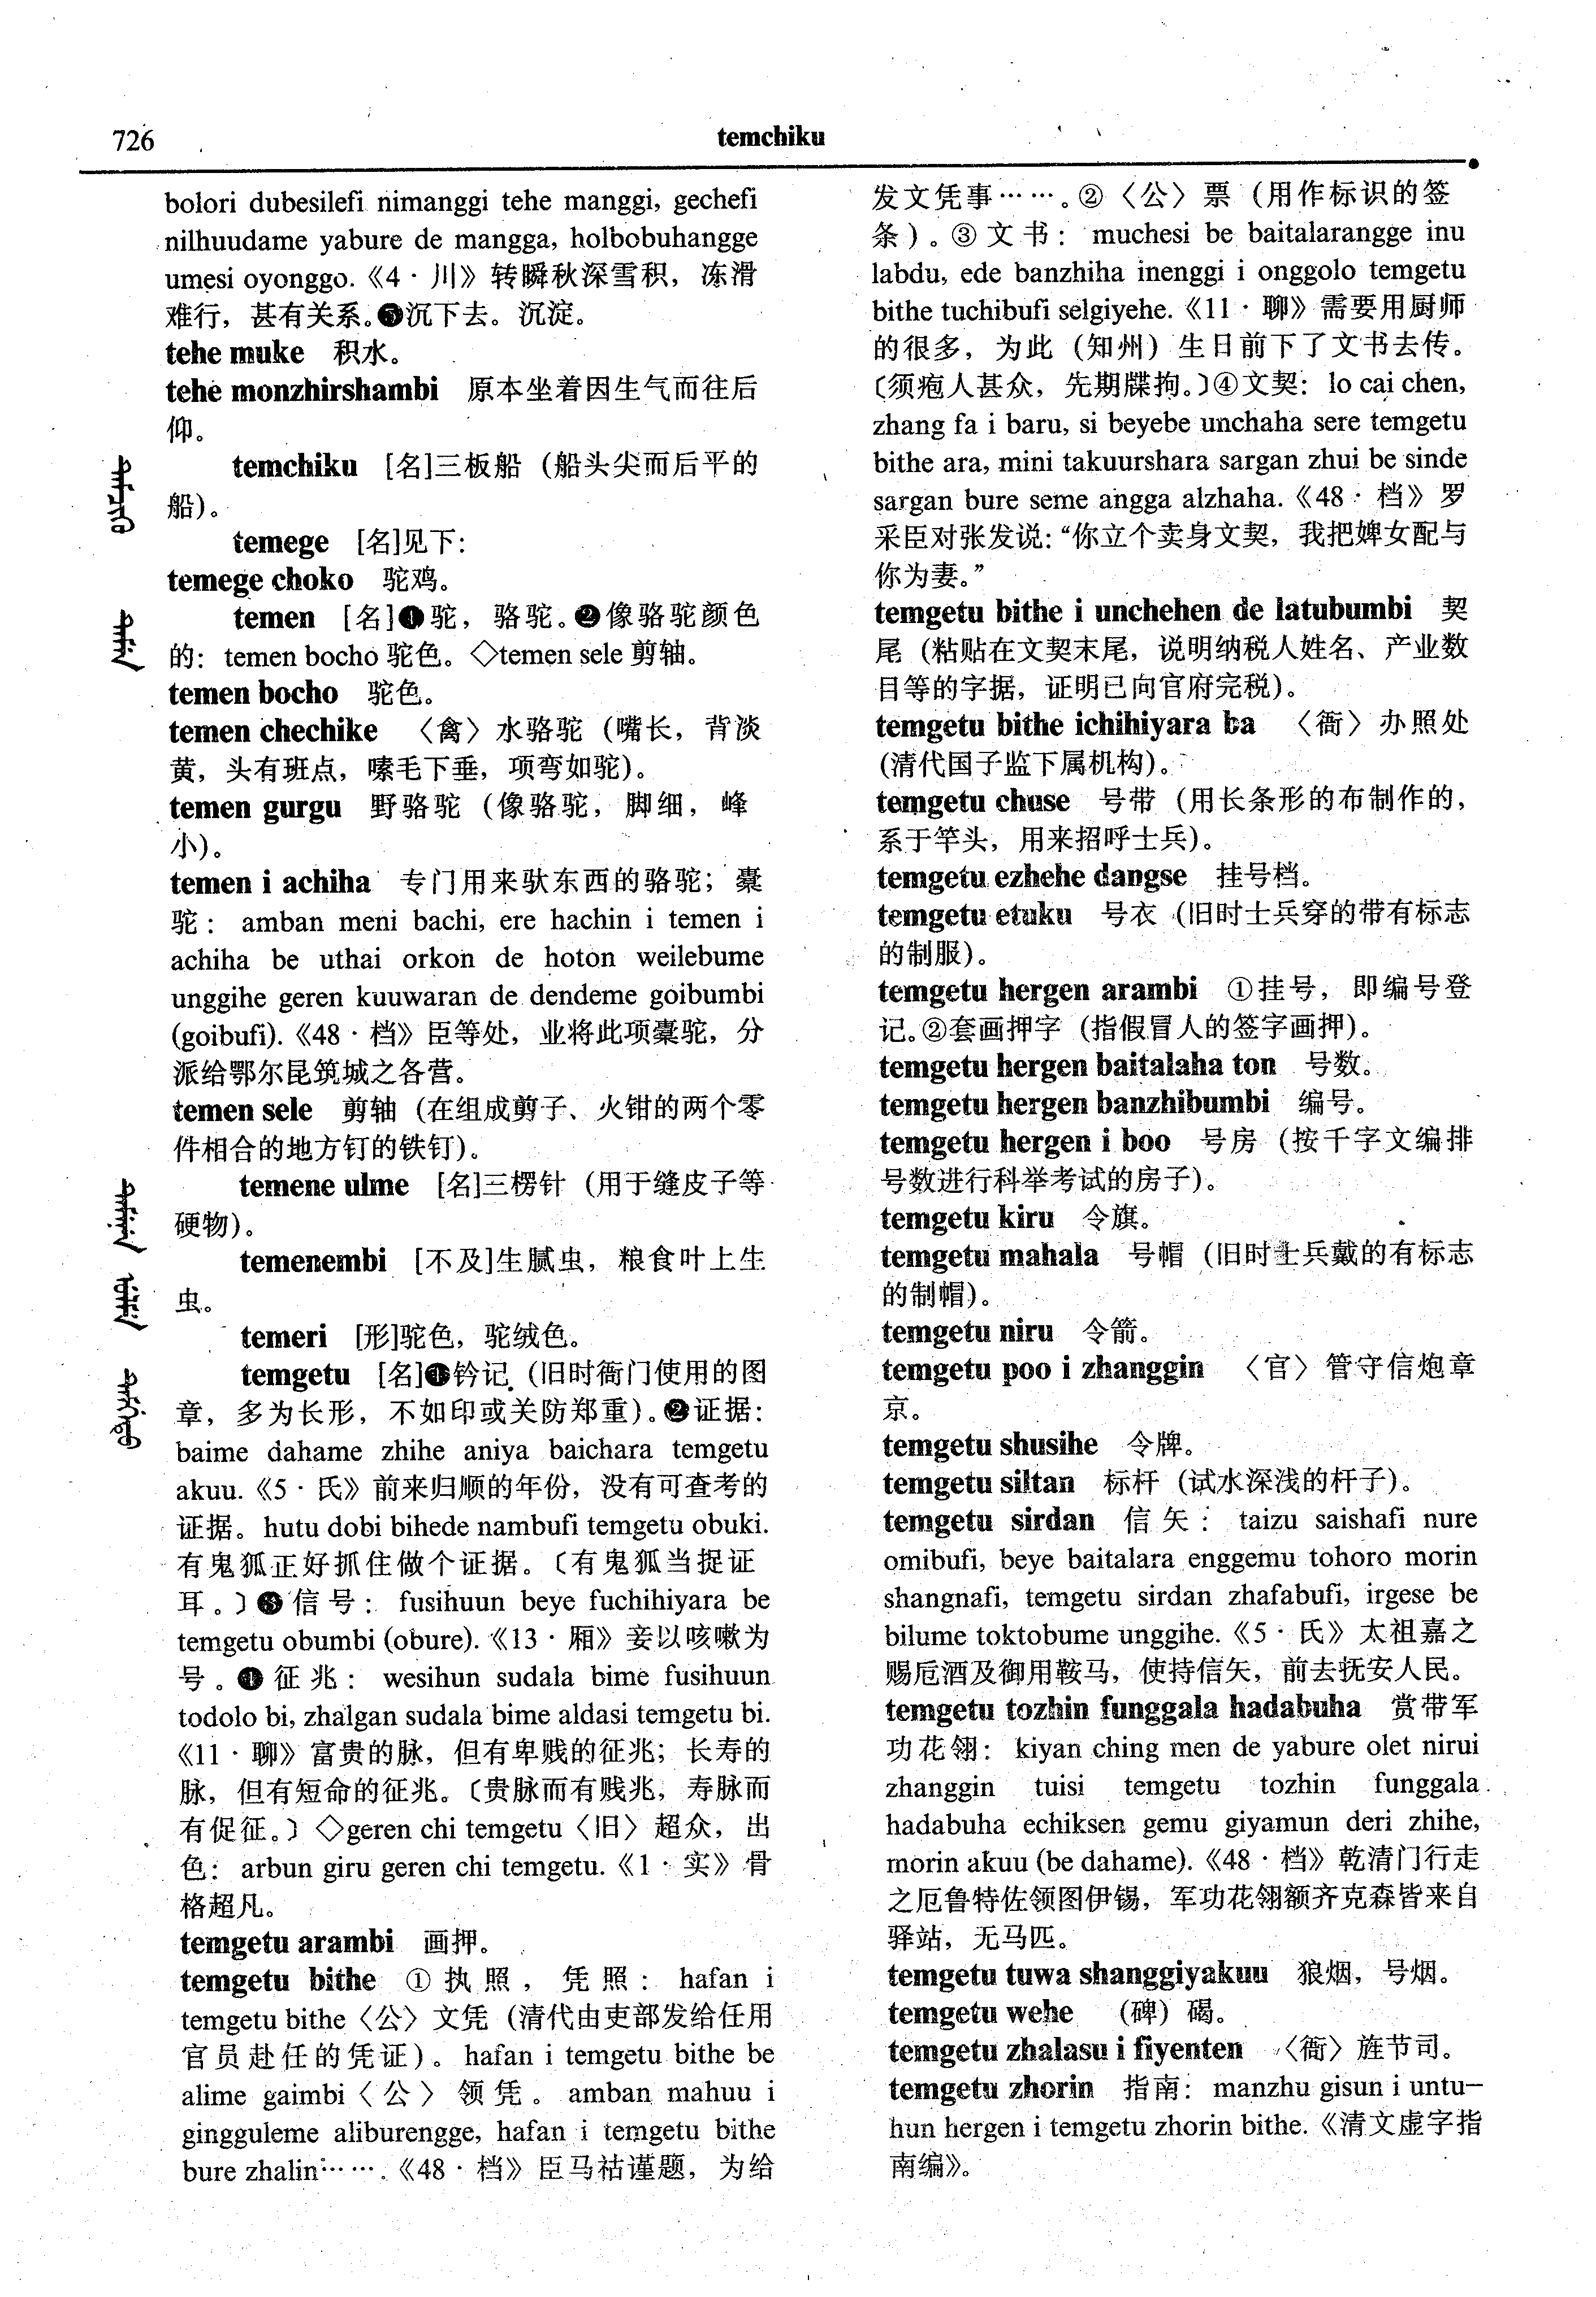 726
temchiku
bolori dubesilefi nimanggi tehe manggi, gechefi
nilhuudame yabure de mangga, holbobuhangge
umesi oyonggo.《4·川》转瞬秋深雪积，冻滑
难行，甚有关系。❺沉下去。沉淀。
tehe muke 积水。
tehe monzhirshambi 原本坐着因生气而往后
仰。
temchiku [名]三板船（船头尖而后平的
船）。
temege [名]见下：
temege choko 驼鸡。
temen [名]❶驼，骆驼。❷像骆驼颜色
的：temen bocho 驼色。◇temen sele 剪轴。
temen bocho 驼色。
temen chechike 〈禽〉水骆驼（嘴长，背淡
黄，头有班点，嗉毛下垂，项弯如驼）。
temen gurgu 野骆驼（像骆驼，脚细，峰
小）。
temen i achiha 专门用来驮东西的骆驼；橐
驼：amban meni bachi, ere hachin i temen i
achiha be uthai orkon de hoton weilebume
unggihe geren kuuwaran de dendeme goibumbi
(goibufi).《48·档》臣等处，业将此项橐驼，分
派给鄂尔昆筑城之各营。
temen sele 剪轴（在组成剪子、火钳的两个零
件相合的地方钉的铁钉）。
temene ulme [名]三楞针（用于缝皮子等
硬物）。
temenembi [不及]生腻虫，粮食叶上生
虫。
temeri [形]驼色，驼绒色。
temgetu [名]❶钤记（旧时衙门使用的图
章，多为长形，不如印或关防郑重）。❷证据：
baime dahame zhihe aniya baichara temgetu
akuu.《5·氏》前来归顺的年份，没有可查考的
证据。hutu dobi bihede nambufi temgetu obuki.
有鬼狐正好抓住做个证据。〔有鬼狐当捉证
耳。〕❸信号：fusihuun beye fuchihiyara be
temgetu obumbi (obure).《13·厢》妾以咳嗽为
号。❹征兆：wesihun sudala bime fusihuun
todolo bi, zhalgan sudala bime aldasi temgetu bi.
《11·聊》富贵的脉，但有卑贱的征兆；长寿的
脉，但有短命的征兆。〔贵脉而有贱兆，寿脉而
有促征。〕◇geren chi temgetu〈旧〉超众，出
色：arbun giru geren chi temgetu.《1·实》骨
格超凡。
temgetu arambi 画押。
temgetu bithe ①执照，凭照：hafan i
temgetu bithe〈公〉文凭（清代由吏部发给任用
官员赴任的凭证）。hafan i temgetu bithe be
alime gaimbi〈公〉领凭。amban mahuu i
gingguleme aliburengge, hafan i temgetu bithe
bure zhalin…….《48·档》臣马祜谨题，为给
发文凭事……。②〈公〉票（用作标识的签
条）。③文书：muchesi be baitalarangge inu
labdu, ede banzhiha inenggi i onggolo temgetu
bithe tuchibufi selgiyehe.《11·聊》需要用厨师
的很多，为此（知州）生日前下了文书去传。
〔须疱人甚众，先期牒拘。〕④文契：lo cai chen,
zhang fa i baru, si beyebe unchaha sere temgetu
bithe ara, mini takuurshara sargan zhui be sinde
sargan bure seme angga alzhaha.《48·档》罗
采臣对张发说：“你立个卖身文契，我把婢女配与
你为妻。”
temgetu bithe i unchehen de latubumbi 契
尾（粘贴在文契末尾，说明纳税人姓名、产业数
目等的字据，证明已向官府完税）。
temgetu bithe ichihiyara ba 〈衙〉办照处
（清代国子监下属机构）。
temgetu chuse 号带（用长条形的布制作的，
系于竿头，用来招呼士兵）。
temgetu ezhehe dangse 挂号档。
temgetu etuku 号衣（旧时士兵穿的带有标志
的制服）。
temgetu hergen arambi ①挂号，即编号登
记。②套画押字（指假冒人的签字画押）。
temgetu hergen baitalaha ton 号数。
temgetu hergen banzhibumbi 编号。
temgetu hergen i boo 号房（按千字文编排
号数进行科举考试的房子）。
temgetu kiru 令旗。
temgetu mahala 号帽（旧时士兵戴的有标志
的制帽）。
temgetu niru 令箭。
temgetu poo i zhanggin 〈官〉管守信炮章
京。
temgetu shusihe 令牌。
temgetu siltan 标杆（试水深浅的杆子）。
temgetu sirdan 信矢：taizu saishafi nure
omibufi, beye baitalara enggemu tohoro morin
shangnafi, temgetu sirdan zhafabufi, irgese be
bilume toktobume unggihe.《5·氏》太祖嘉之
赐卮酒及御用鞍马，使持信矢，前去抚安人民。
temgetu tozhin funggala hadabuha 赏带军
功花翎：kiyan ching men de yabure olet nirui
zhanggin tuisi temgetu tozhin funggala
hadabuha echiksen gemu giyamun deri zhihe,
morin akuu (be dahame).《48·档》乾清门行走
之厄鲁特佐领图伊锡，军功花翎额齐克森皆来自
驿站，无马匹。
temgetu tuwa shanggiyakuu 狼烟，号烟。
temgetu wehe （碑）碣。
temgetu zhalasu i fiyenten 〈衙〉旌节司。
temgetu zhorin 指南：manzhu gisun i untu-
hun hergen i temgetu zhorin bithe.《清文虚字指
南编》。